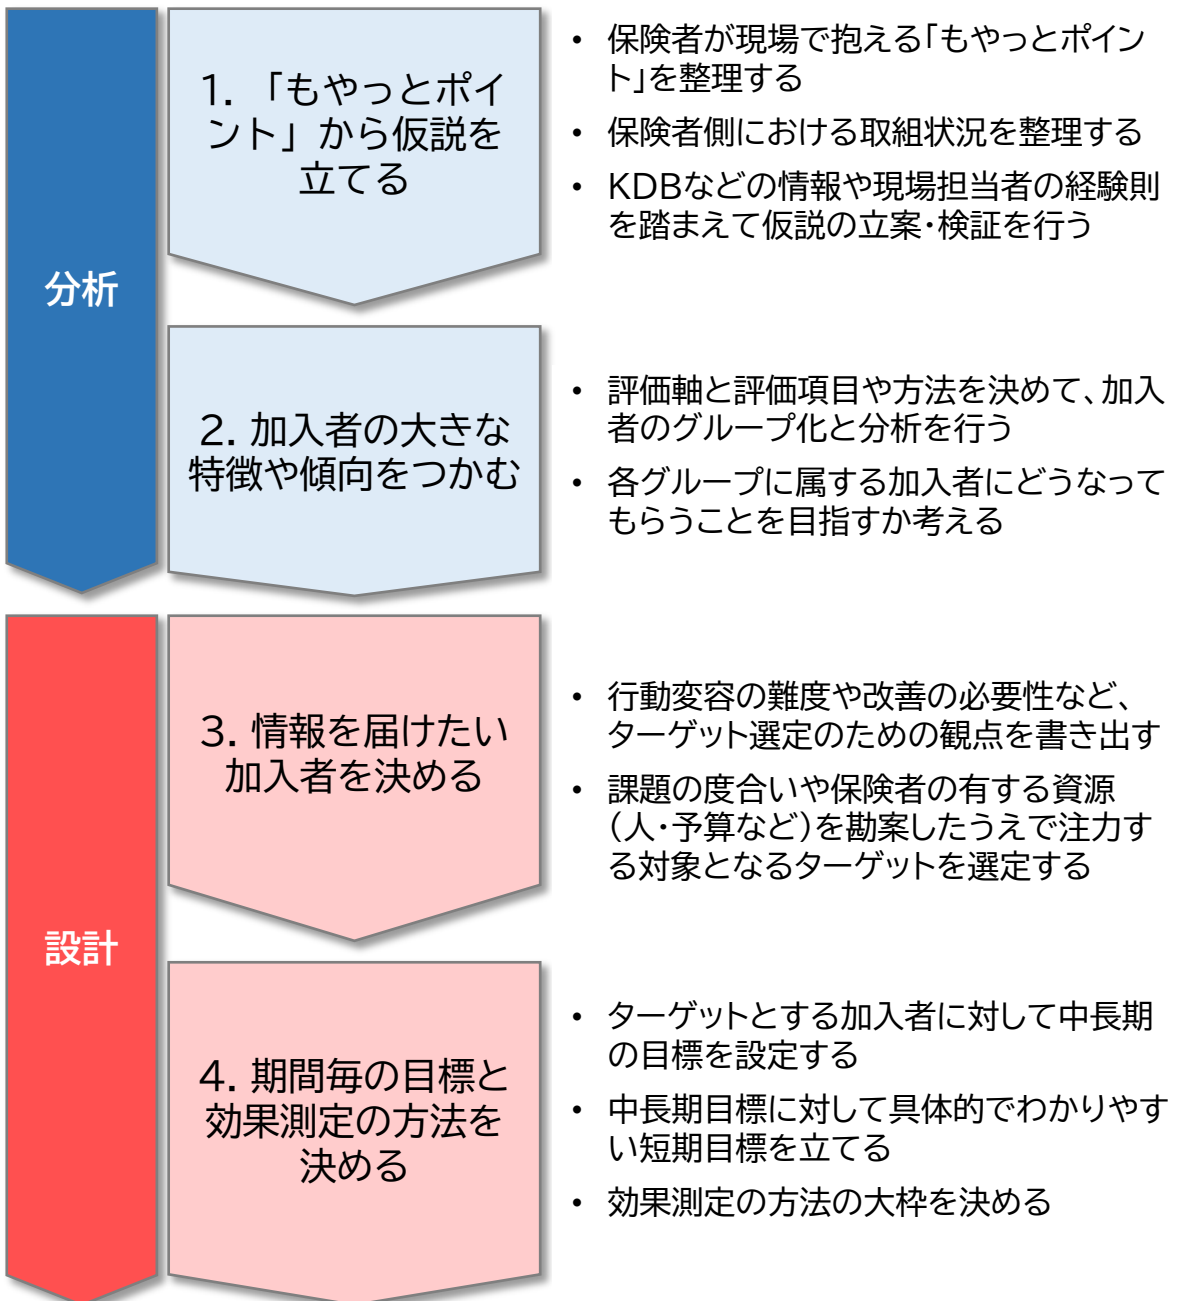 分析
1. 「もやっとポイ
ント」から仮説を
立てる
• 保険者が現場で抱える「もやっとポイン
ト」を整理する
• 保険者側における取組状況を整理する
• KDBなどの情報や現場担当者の経験則
を踏まえて仮説の立案・検証を行う
2. 加入者の大きな
特徴や傾向をつかむ
• 評価軸と評価項目や方法を決めて、加入
者のグループ化と分析を行う
• 各グループに属する加入者にどうなって
もらうことを目指すか考える
設計
3. 情報を届けたい
加入者を決める
• 行動変容の難度や改善の必要性など、
ターゲット選定のための観点を書き出す
• 課題の度合いや保険者の有する資源
(人・予算など)を勘案したうえで注力す
る対象となるターゲットを選定する
4. 期間毎の目標と
効果測定の方法を
決める
• ターゲットとする加入者に対して中長期
の目標を設定する
• 中長期目標に対して具体的でわかりやす
い短期目標を立てる
• 効果測定の方法の大枠を決める